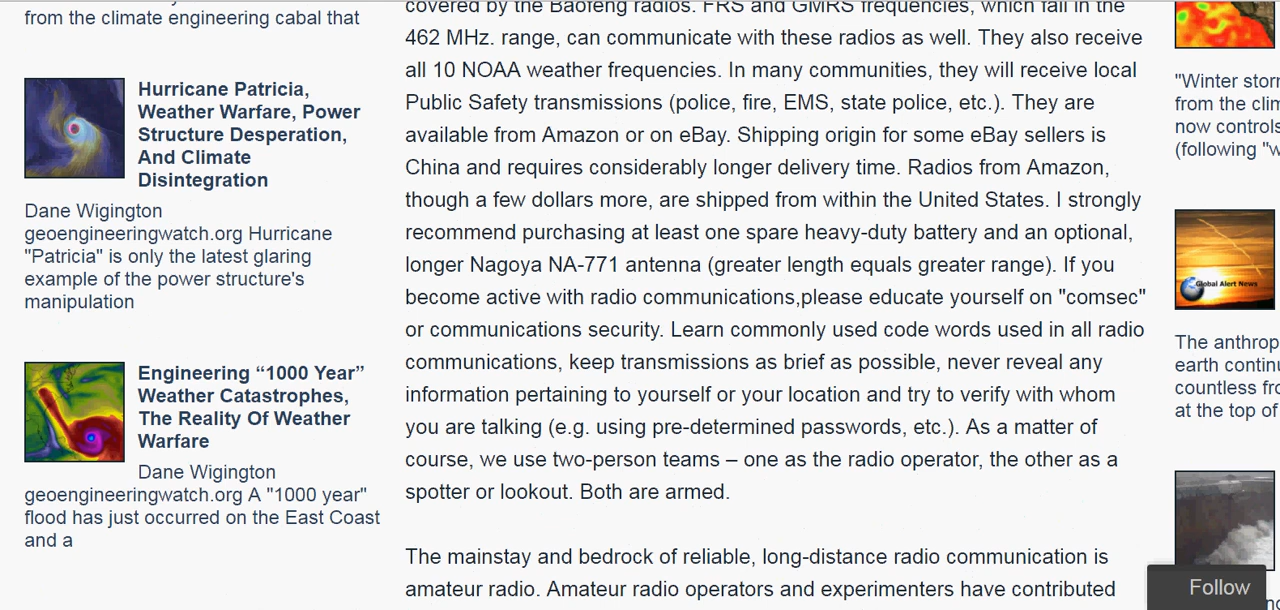 from the climate engineering cabal that
Hurricane Patricia,
Weather Warfare, Power
Structure Desperation,
And Climate
Disintegration
Dane Wigington
geoengineeringwatch.org Hurricane
"Patricia" is only the latest glaring
example of the power structure's
manipulation
Engineering “1000 Year”
Weather Catastrophes,
The Reality Of Weather
Warfare
Dane Wigington
geoengineeringwatch.org A "1000 year"
flood has just occurred on the East Coast
and a
covered by the Baofeng radios. FRS and GMRS frequencies, which fall in the
462 MHz. range, can communicate with these radios as well. They also receive
all 10 NOAA weather frequencies. In many communities, they will receive local
Public Safety transmissions (police, fire, EMS, state police, etc.). They are
available from Amazon or on eBay. Shipping origin for some eBay sellers is
China and requires considerably longer delivery time. Radios from Amazon,
though a few dollars more, are shipped from within the United States. I strongly
recommend purchasing at least one spare heavy-duty battery and an optional,
longer Nagoya NA-771 antenna (greater length equals greater range). If you
become active with radio communications,please educate yourself on "comsec"
or communications security. Learn commonly used code words used in all radio
communications, keep transmissions as brief as possible, never reveal any
information pertaining to yourself or your location and try to verify with whom
you are talking (e.g. using pre-determined passwords, etc.). As a matter of
course, we use two-person teams – one as the radio operator, the other as a
spotter or lookout. Both are armed.
The mainstay and bedrock of reliable, long-distance radio communication is
amateur radio. Amateur radio operators and experimenters have contributed
"Winter
from the
now controls
(following
Global Alert News
The
earth
countless
at the top of
Follow